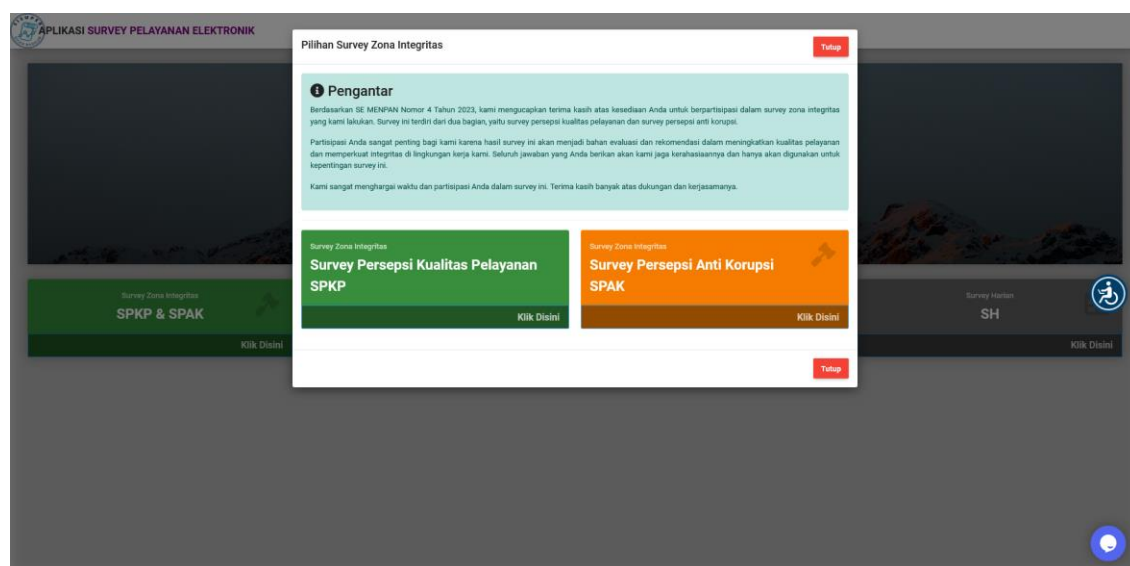 APLIKASI SURVEY PELAYANAN ELEKTRONIK
Pilihan Survey Zona Integritas
Tutup
Pengantar
Berdasarkan SE MENPAN Nomor 4 Tahun 2023, kami mengucapkan terima kasih atas kesediaan Anda untuk berpartisipasi dalam survey zona integritas
yang kami lakukan. Survey ini terdiri dari dua bagian, yaitu survey persepsi kualitas pelayanan dan survey persepsi anti korupsi.
Partisipasi Anda sangat penting bagi kami karena hasil survey ini akan menjadi bahan evaluasi dan rekomendasi dalam meningkatkan kualitas pelayanan
dan memperkuat integritas di lingkungan kerja kami. Seluruh jawaban yang Anda berikan akan kami jaga kerahasiaannya dan hanya akan digunakan untuk
kepentingan survey ini.
Kami sangat menghargai waktu dan partisipasi Anda dalam survey ini. Terima kasih banyak atas dukungan dan kerjasamanya.
Survey Zona Integritas
Survey Persepsi Kualitas Pelayanan
SPKP
Klik Disini
Survey Zona Integritas
Survey Persepsi Anti Korupsi
SPAK
Klik Disini
Survey Zona Integritas
SPKP & SPAK
Klik Disini
Survey Harian
SH
Klik Disini
Tutup